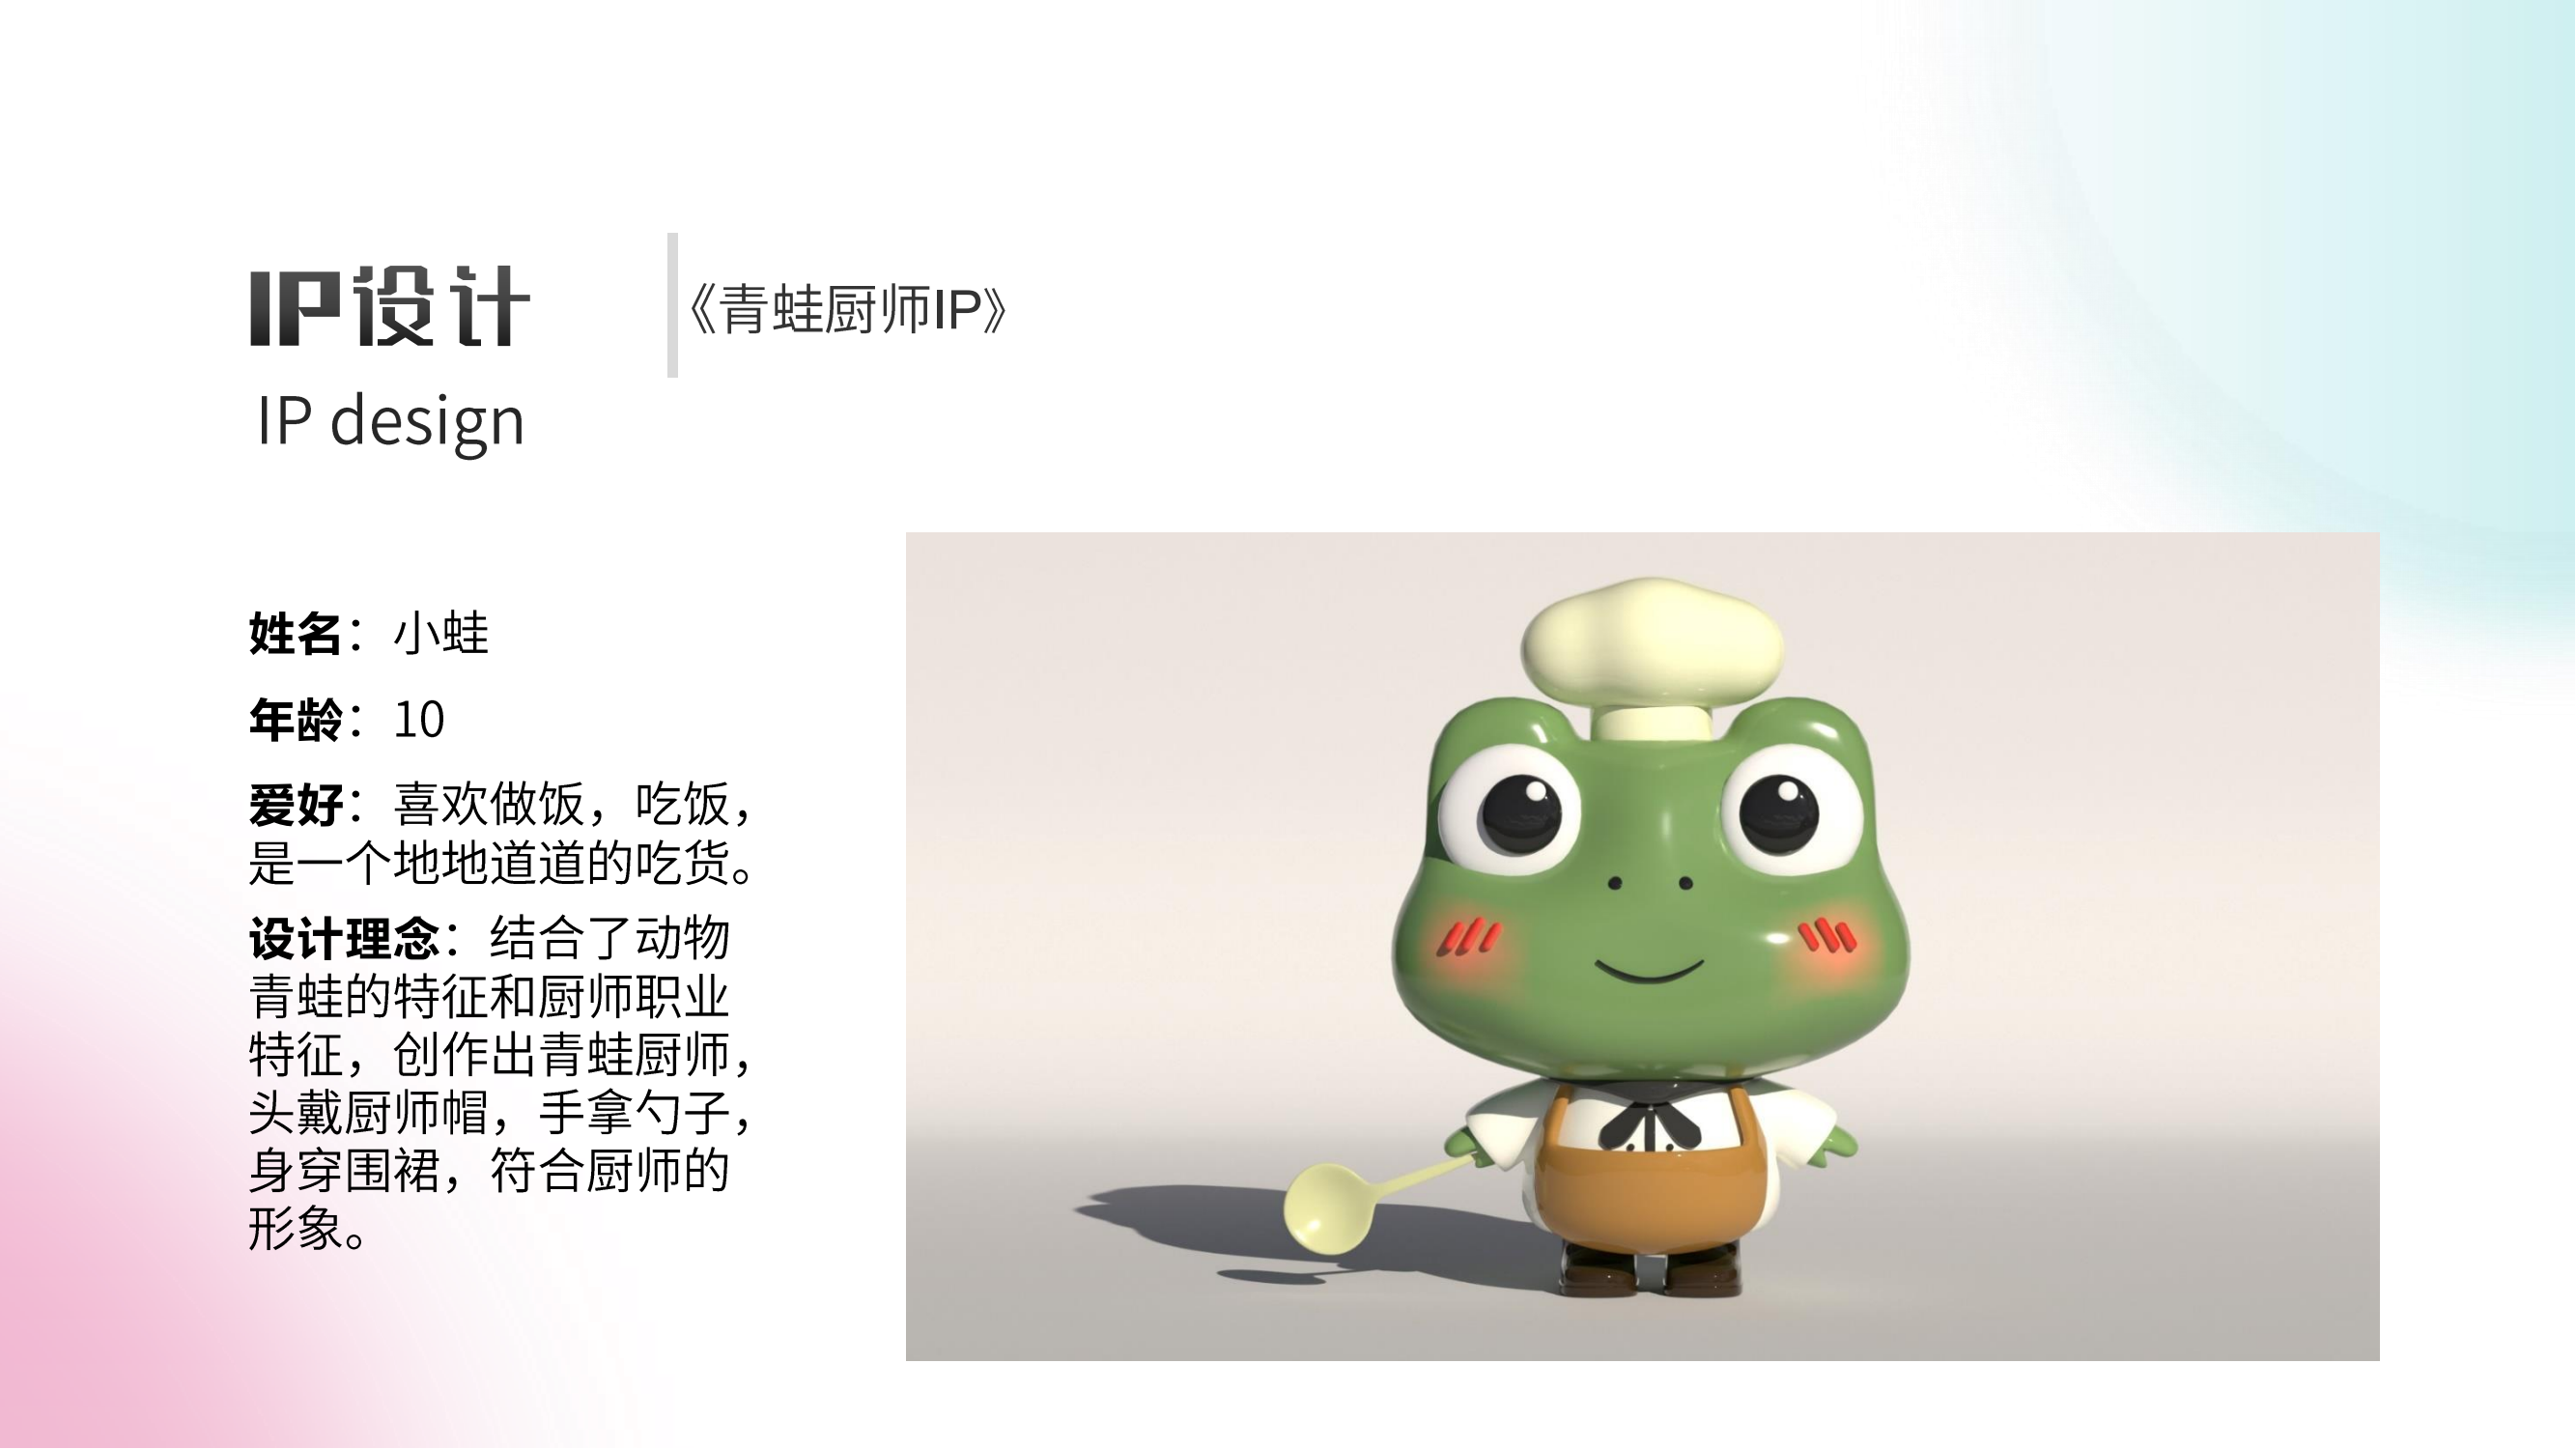 IP设计
《青蛙厨师IP》
IP design
姓名：小蛙
年龄：10
爱好：喜欢做饭，吃饭，
是一个地地道道的吃货。
设计理念：结合了动物
青蛙的特征和厨师职业
特征，创作出青蛙厨师，
头戴厨师帽，手拿勺子，
身穿围裙，符合厨师的
形象。